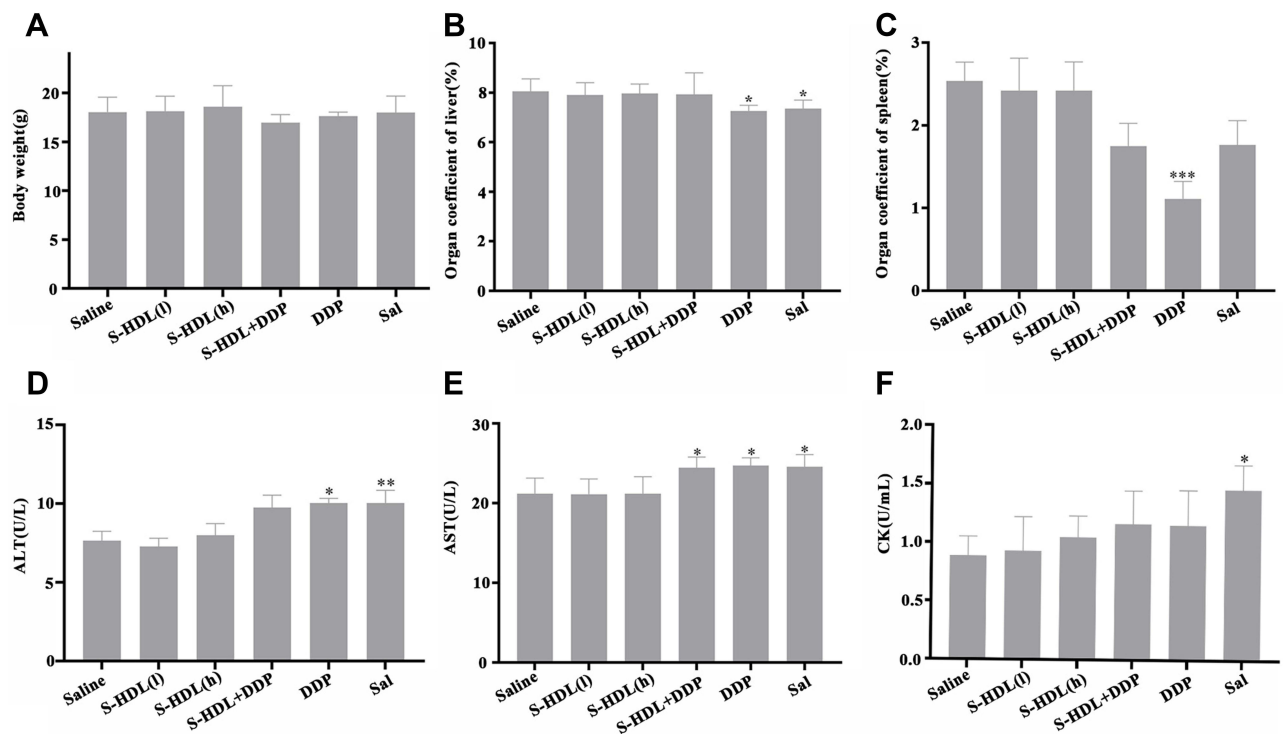 A
Body weight(g)
20
15
10
5
0
Saline
S-HDL(l)
S-HDL(h)
S-HDL+DDP
DDP
Sal
B
Organ coefficient of liver(%)
10
8
6
4
2
0
*
*
Saline
S-HDL(l)
S-HDL(h)
S-HDL+DDP
DDP
Sal
C
Organ coefficient of spleen(%)
3
2
1
0
***
Saline
S-HDL(l)
S-HDL(h)
S-HDL+DDP
DDP
Sal
D
ALT(U/L)
15
10
5
0
*
**
Saline
S-HDL(l)
S-HDL(h)
S-HDL+DDP
DDP
Sal
E
AST(U/L)
30
20
10
0
*
*
*
Saline
S-HDL(l)
S-HDL(h)
S-HDL+DDP
DDP
Sal
F
CK(U/mL)
2.0
1.5
1.0
0.5
0.0
*
Saline
S-HDL(l)
S-HDL(h)
S-HDL+DDP
DDP
Sal